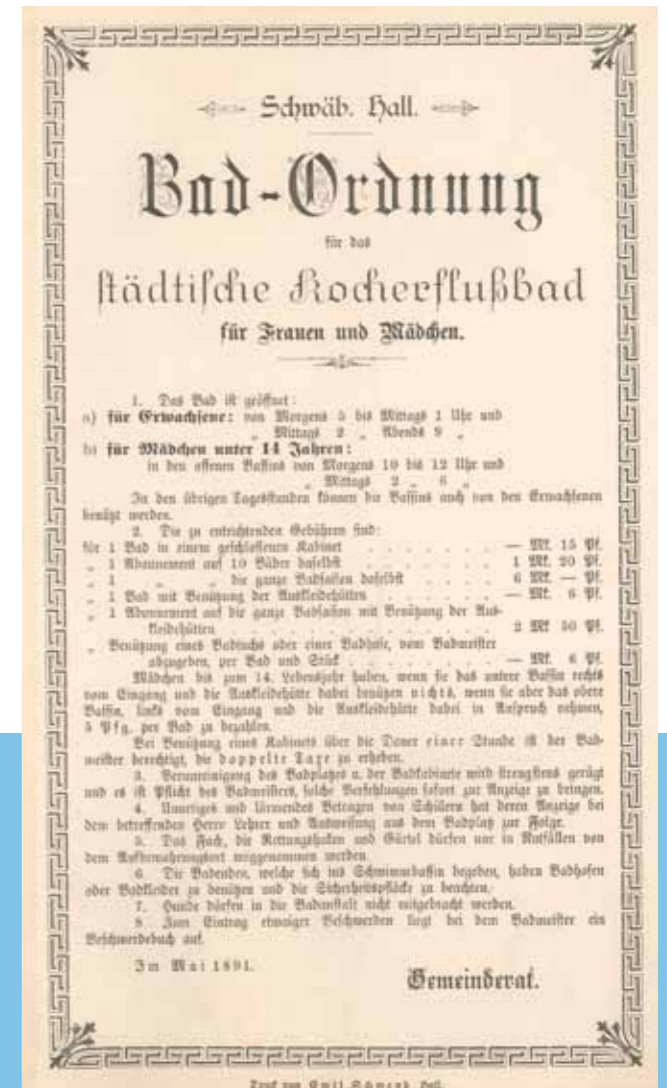 Schwäb. Hall.
Bad-Ordnung
für das
städtische Kocherflußbad
für Frauen und Mädchen.
1. Das Bad ist geöffnet:
a) für Erwachsene: von Morgens 5 bis Mittags 1 Uhr und
„ Mittags 2 „ Abends 9 „
b) für Mädchen unter 14 Jahren:
in den offenen Bassins von Morgens 10 bis 12 Uhr und
„ Mittags 2 „ 6 „
In den übrigen Tagesstunden können die Bassins auch von den Erwachsenen
benützt werden.
2. Die zu entrichtenden Gebühren sind:
für 1 Bad in einem geschlossenen Kabinet . . . . . . . — Mk. 15 Pf.
„ 1 Abonnement auf 10 Bäder daselbst . . . . . 1 Mk. 20 Pf.
„ 1 „ „ die ganze Badsaison daselbst . . . . 6 Mk. — Pf.
„ 1 Bad mit Benützung der Auskleidehütten . . . . . — Mk. 6 Pf.
„ 1 Abonnement auf die ganze Badsaison mit Benützung der Aus-
kleidehütten . . . . . . . . . . . . 2 Mk 50 Pf.
„ Benützung eines Badtuchs oder einer Badhose, vom Badmeister
abzugeben, per Bad und Stück . . . . . . . — Mk. 6 Pf.
Mädchen bis zum 14. Lebensjahr haben, wenn sie das untere Bassin rechts
vom Eingang und die Auskleidehütte dabei benützen nichts, wenn sie aber das obere
Bassin, links vom Eingang und die Auskleidehütte dabei in Anspruch nehmen,
5 Pfg. per Bad zu bezahlen.
Bei Benützung eines Kabinets über die Dauer einer Stunde ist der Bad-
meister berechtigt, die doppelte Taxe zu erheben.
3. Verunreinigung des Badplatzes u. der Badkabinete wird strengstens gerügt
und es ist Pflicht des Badmeisters, solche Verfehlungen sofort zur Anzeige zu bringen.
4. Unartiges und lärmendes Betragen von Schülern hat deren Anzeige bei
dem betreffenden Herrn Lehrer und Ausweisung aus dem Badplatz zur Folge.
5. Das Fach, die Rettungshaken und Gürtel dürfen nur in Notfällen von
dem Aufbewahrungsort weggenommen werden.
6. Die Badenden, welche sich ins Schwimmbassin begeben, haben Badhosen
oder Badkleider zu benützen und die Sicherheitspflöcke zu beachten.
7. Hunde dürfen in die Badanstalt nicht mitgebracht werden.
8. Zum Eintrag etwaiger Beschwerden liegt bei dem Badmeister ein
Beschwerdebuch auf.
Im Mai 1891.
Gemeinderat.
Druck von Emil Schwend, Hall.